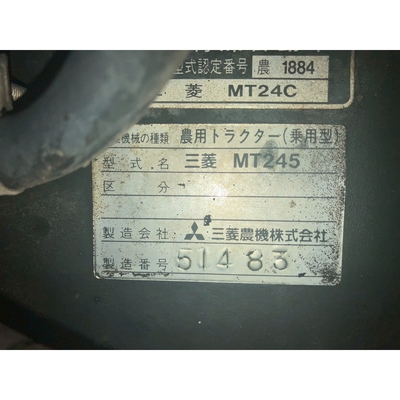 型式認定番号 農 1884
菱 MT24C
機械の種類 農用トラクター(乗用型)
型式名 三菱 MT245
区分
製造会社 三菱農機株式会社
製造番号 51483